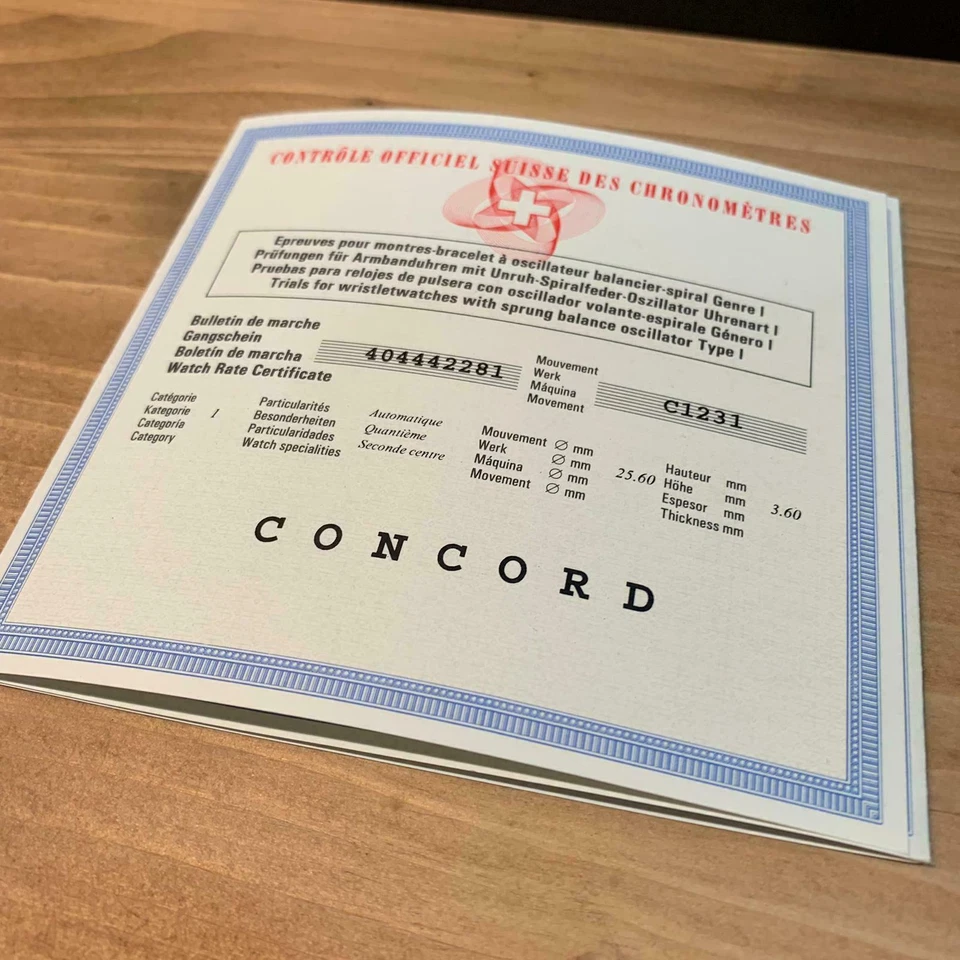 CONTRÔLE OFFICIEL SUISSE DES CHRONOMÈTRES
Epreuves pour montres-bracelet à oscillateur balancier-spiral Genre I
Prüfungen für Armbanduhren mit Unruh-Spiralfeder-Oszillator Uhrenart I
Pruebas para relojes de pulsera con oscillador volante-espirale Género I
Trials for wristletwatches with sprung balance oscillator Type I
Bulletin de marche
Gangschein
Boletín de marcha
Watch Rate Certificate
404442281
Mouvement
Werk
Máquina
Movement
C1231
Catégorie
Kategorie
Categoría
Category
1
Particularités
Besonderheiten
Particularidades
Watch specialities
Automatique
Quantième
Seconde centre
Mouvement ∅ mm
Werk ∅ mm
Máquina ∅ mm
Movement ∅ mm
25.60
Hauteur mm
Höhe mm
Espesor mm
Thickness mm
3.60
CONCORD